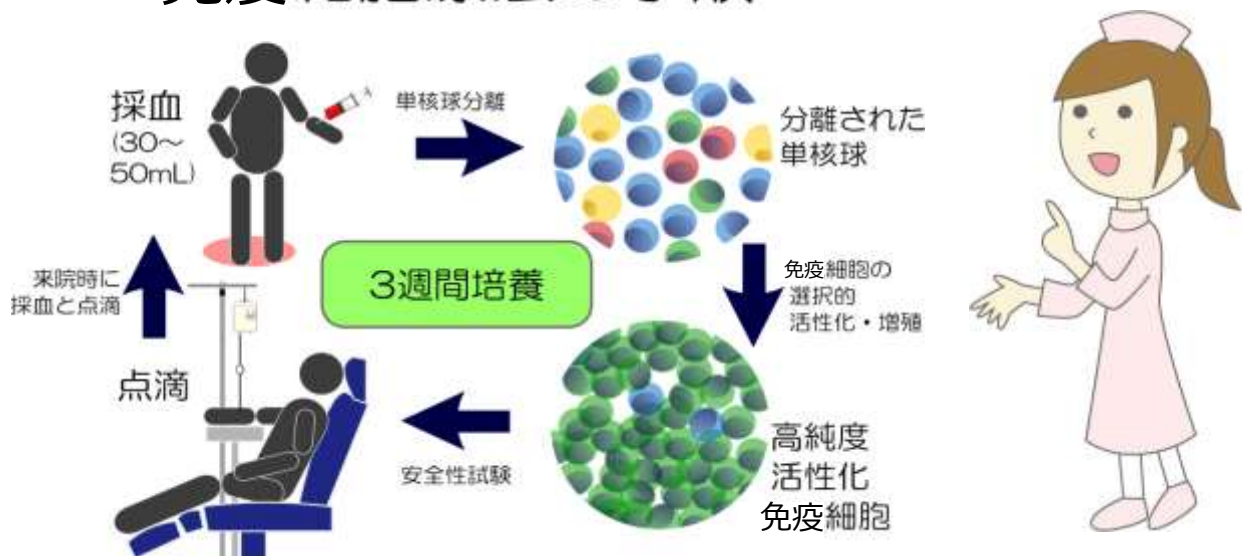 採血
(30～
50mL)
単核球分離
分離された
単核球
来院時に
採血と点滴
3週間培養
免疫細胞の
選択的
活性化・増殖
点滴
安全性試験
高純度
活性化
免疫細胞